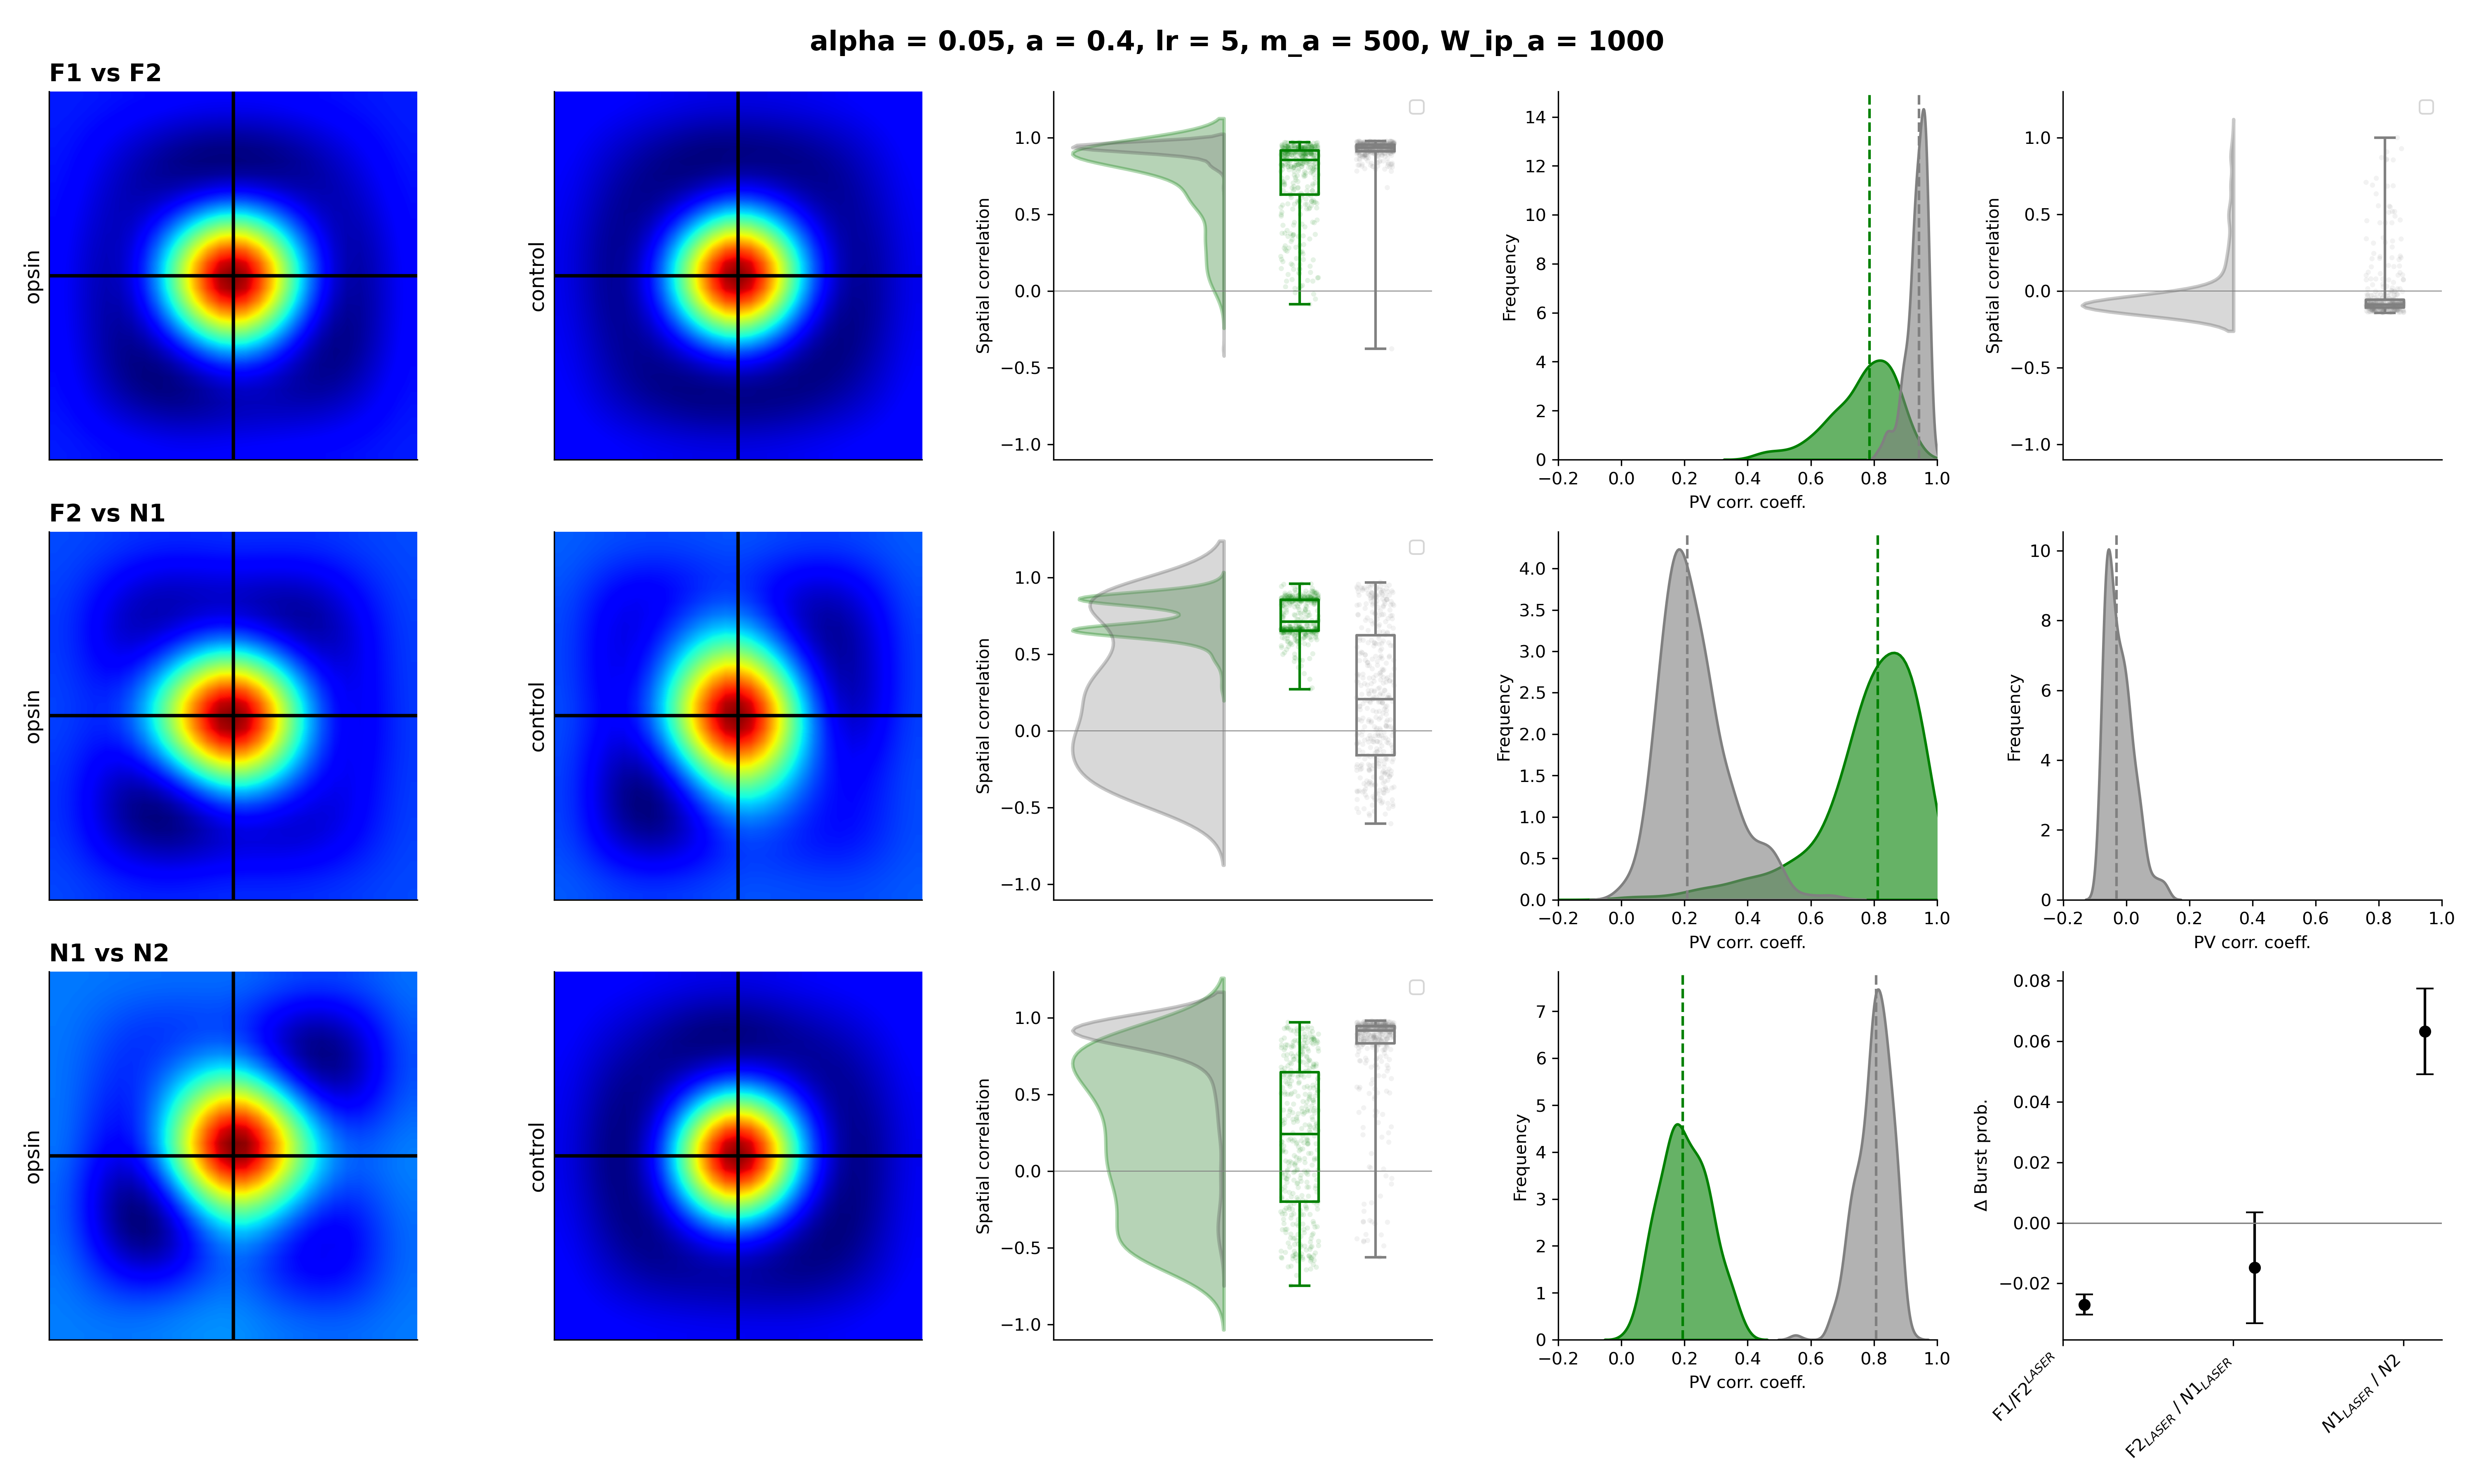 alpha = 0.05, a = 0.4, lr = 5, m_a = 500, W_ip_a = 1000
F1 vs F2
opsin
control
Spatial correlation
1.0
0.5
0.0
−0.5
−1.0
Frequency
14
12
10
8
6
4
2
0
−0.2 0.0 0.2 0.4 0.6 0.8 1.0
PV corr. coeff.
Spatial correlation
1.0
0.5
0.0
−0.5
−1.0
F2 vs N1
opsin
control
Spatial correlation
1.0
0.5
0.0
−0.5
−1.0
Frequency
4.0
3.5
3.0
2.5
2.0
1.5
1.0
0.5
0.0
−0.2 0.0 0.2 0.4 0.6 0.8 1.0
PV corr. coeff.
Frequency
10
8
6
4
2
0
−0.2 0.0 0.2 0.4 0.6 0.8 1.0
PV corr. coeff.
N1 vs N2
opsin
control
Spatial correlation
1.0
0.5
0.0
−0.5
−1.0
Frequency
7
6
5
4
3
2
1
0
−0.2 0.0 0.2 0.4 0.6 0.8 1.0
PV corr. coeff.
Δ Burst prob.
0.08
0.06
0.04
0.02
0.00
−0.02
F1/F2^LASER
F2_LASER / N1_LASER
N1_LASER / N2